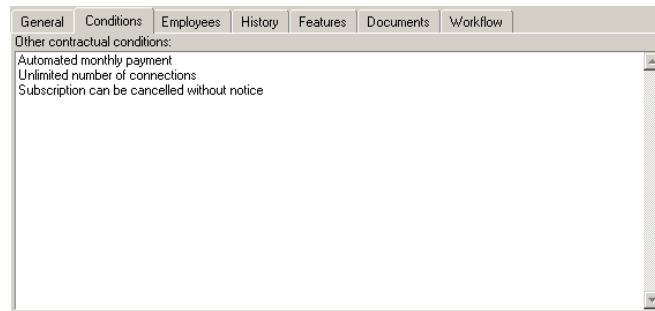 General Conditions Employees History Features Documents Workflow
Other contractual conditions:
Automated monthly payment
Unlimited number of connections
Subscription can be cancelled without notice